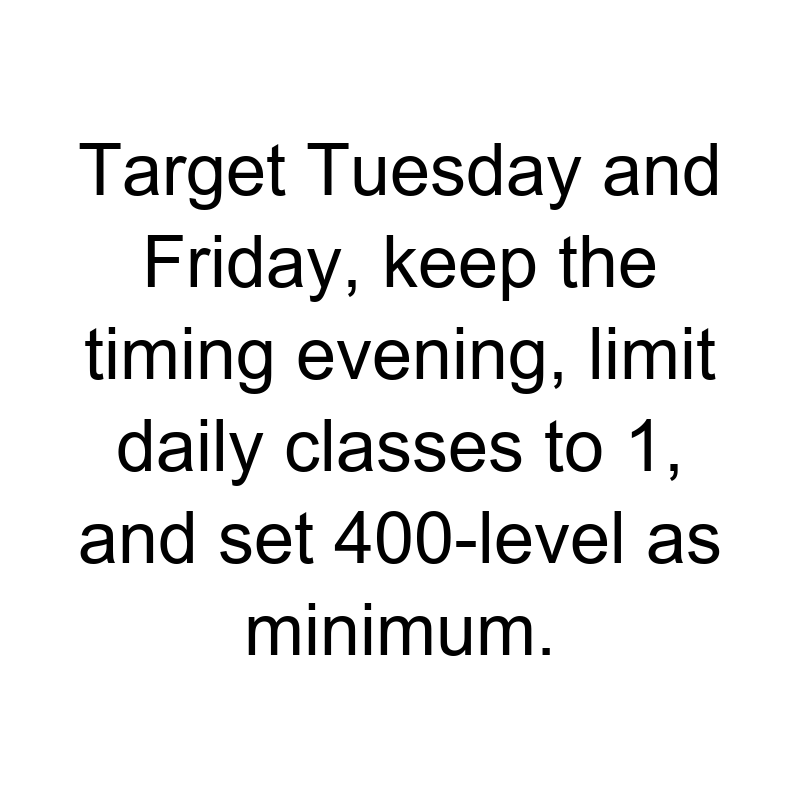 Target Tuesday and
Friday, keep the
timing evening, limit
daily classes to 1,
and set 400-level as
minimum.